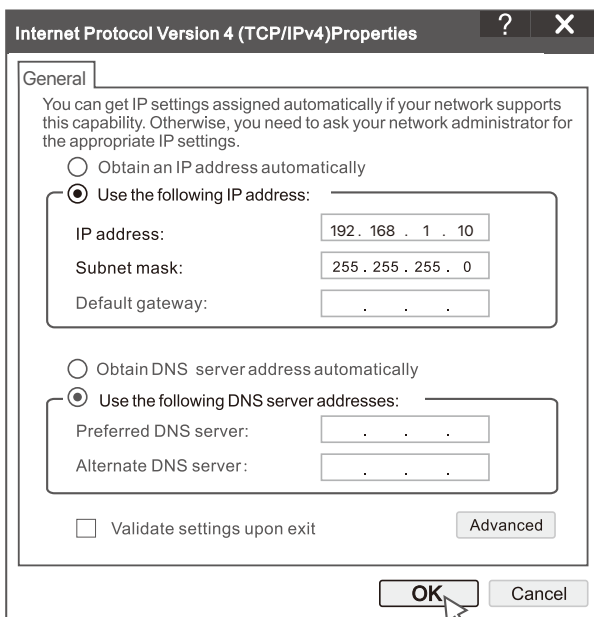 Internet Protocol Version 4 (TCP/IPv4)Properties ? X
General
You can get IP settings assigned automatically if your network supports
this capability. Otherwise, you need to ask your network administrator for
the appropriate IP settings.
Obtain an IP address automatically
Use the following IP address:
IP address: 192. 168 . 1 . 10
Subnet mask: 255 . 255 . 255 . 0
Default gateway: . . .
Obtain DNS server address automatically
Use the following DNS server addresses:
Preferred DNS server: . . .
Alternate DNS server: . . .
Validate settings upon exit Advanced
OK Cancel